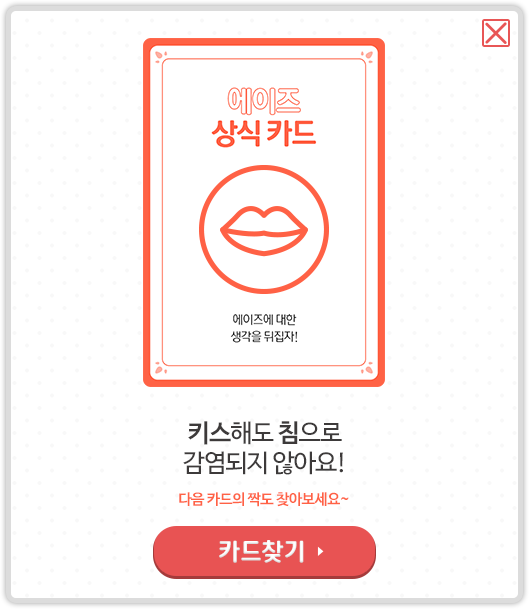 에이즈
상식 카드
에이즈에 대한
생각을 뒤집자!
키스해도 침으로
감염되지 않아요!
다음 카드의 짝도 찾아보세요~
카드찾기